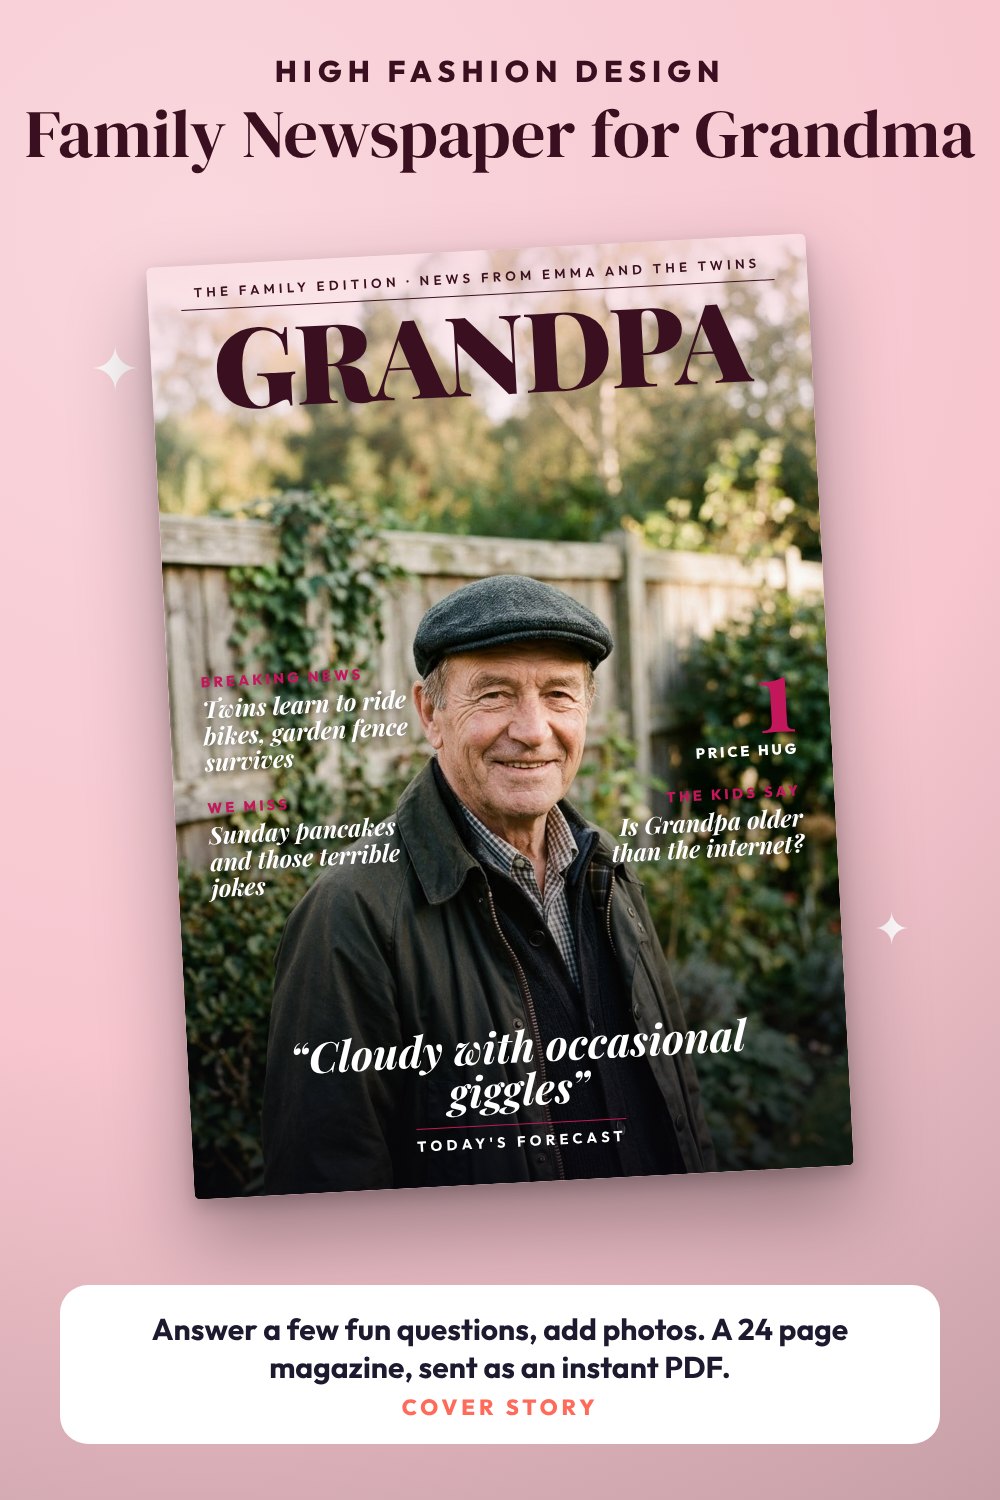 HIGH FASHION DESIGN
Family Newspaper for Grandma
THE FAMILY EDITION · NEWS FROM EMMA AND THE TWINS
GRANDPA
BREAKING NEWS
Twins learn to ride
bikes, garden fence
survives
WE MISS
Sunday pancakes
and those terrible
jokes
1
PRICE HUG
THE KIDS SAY
Is Grandpa older
than the internet?
“Cloudy with occasional
giggles”
TODAY'S FORECAST
Answer a few fun questions, add photos. A 24 page
magazine, sent as an instant PDF.
COVER STORY